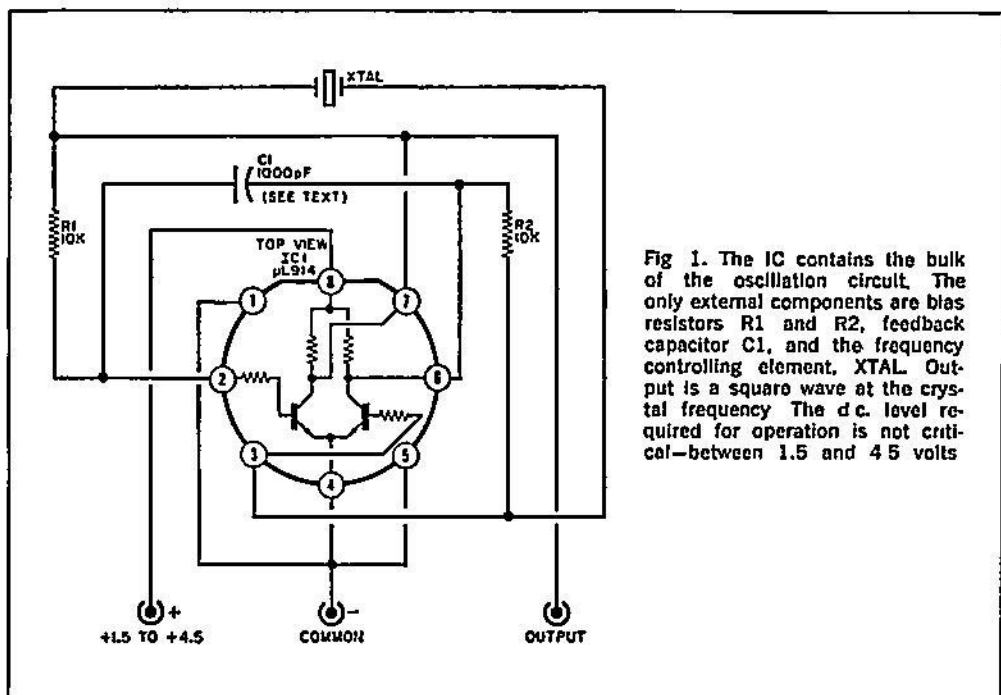 XTAL
C1
1000pF
(SEE TEXT)
R1
10K
R2
10K
TOP VIEW
IC1
µL914
8
1
7
2
6
3
5
4
+
+1.5 TO +4.5
-
COMMON
OUTPUT
Fig 1. The IC contains the bulk
of the oscillation circuit. The
only external components are bias
resistors R1 and R2, feedback
capacitor C1, and the frequency
controlling element, XTAL. Out-
put is a square wave at the crys-
tal frequency The d c. level re-
quired for operation is not criti-
cal—between 1.5 and 4 5 volts